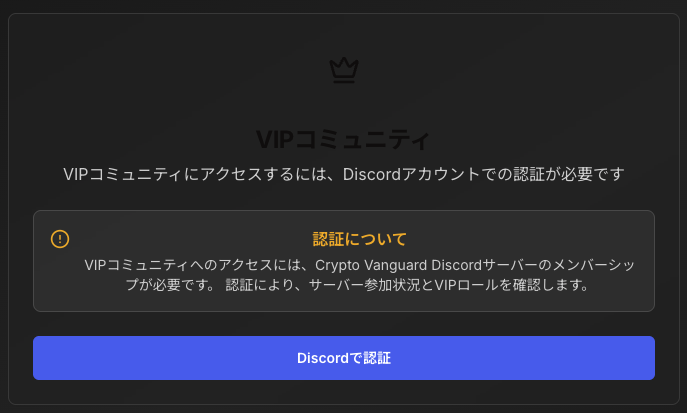 VIPコミュニティ
VIPコミュニティにアクセスするには、Discordアカウントでの認証が必要です
認証について
VIPコミュニティへのアクセスには、Crypto Vanguard Discordサーバーのメンバーシッ
プが必要です。 認証により、サーバー参加状況とVIPロールを確認します。
Discordで認証